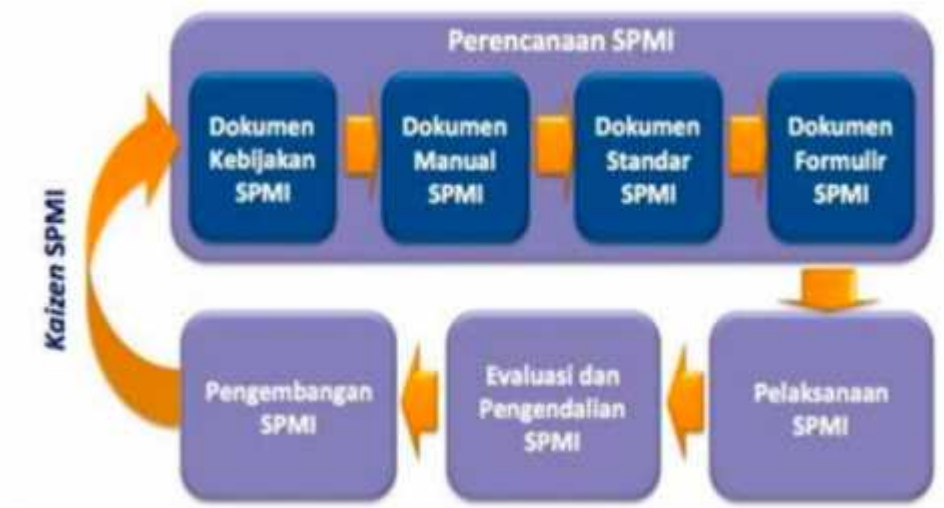 Perencanaan SPMI
Dokumen
Kebijakan
SPMI
Dokumen
Manual
SPMI
Dokumen
Standar
SPMI
Dokumen
Formulir
SPMI
Kaizen SPMI
Pengembangan
SPMI
Evaluasi dan
Pengendalian
SPMI
Pelaksanaan
SPMI